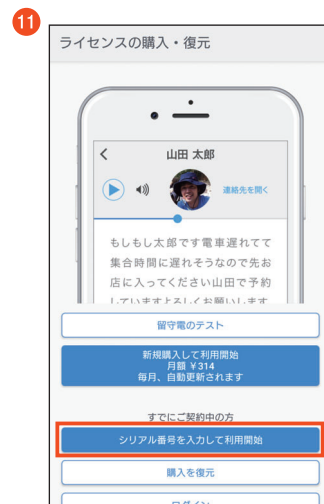 11
ライセンスの購入・復元
山田 太郎
連絡先を開く
もしもし太郎です電車遅れてて
集合時間に遅れそうなので先お
店に入ってください山田で予約
していますよろしくお願いします
留守電のテスト
新規購入して利用開始
月額 ¥314
毎月、自動更新されます
すでにご契約中の方
シリアル番号を入力して利用開始
購入を復元
ログイン